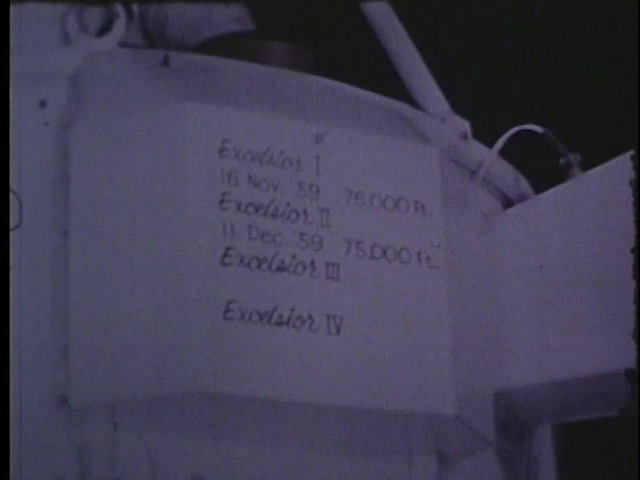 Excelsior I
16 Nov. '59 76,000 Ft.
Excelsior II
11 Dec. '59 75,000 Ft.
Excelsior III
Excelsior IV